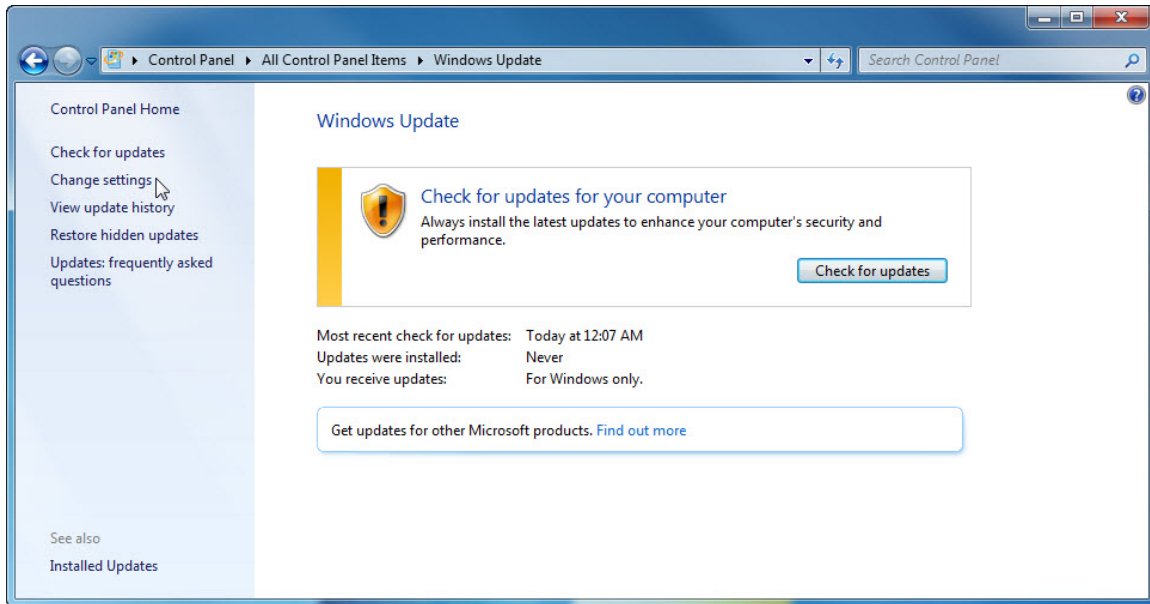 Control Panel ▸ All Control Panel Items ▸ Windows Update
Search Control Panel
Control Panel Home
Check for updates
Change settings
View update history
Restore hidden updates
Updates: frequently asked
questions
See also
Installed Updates
Windows Update
Check for updates for your computer
Always install the latest updates to enhance your computer's security and
performance.
Check for updates
Most recent check for updates: Today at 12:07 AM
Updates were installed: Never
You receive updates: For Windows only.
Get updates for other Microsoft products. Find out more